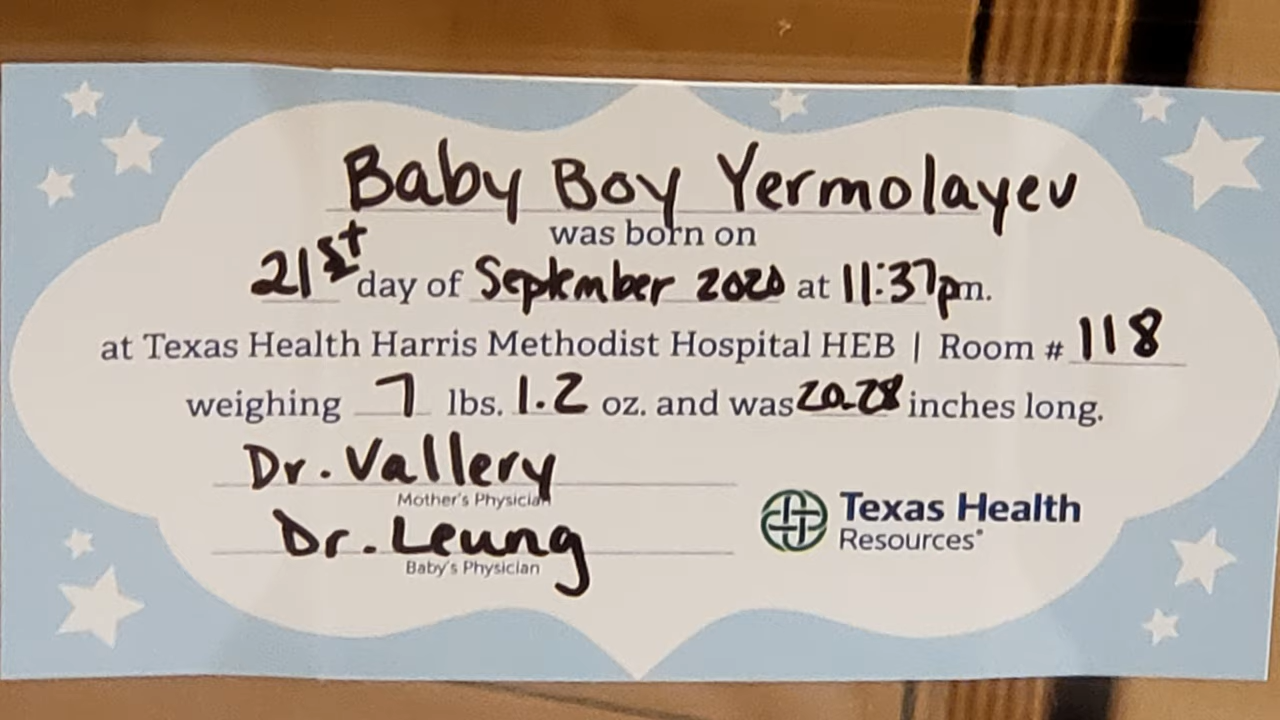 Baby Boy Yermolayev
was born on
21st day of September 2020 at 11:37pm.
at Texas Health Harris Methodist Hospital HEB | Room # 118
weighing 7 lbs. 1.2 oz. and was 20.28 inches long.
Dr. Vallery
Mother's Physician
Dr. Leung
Baby's Physician
Texas Health
Resources®